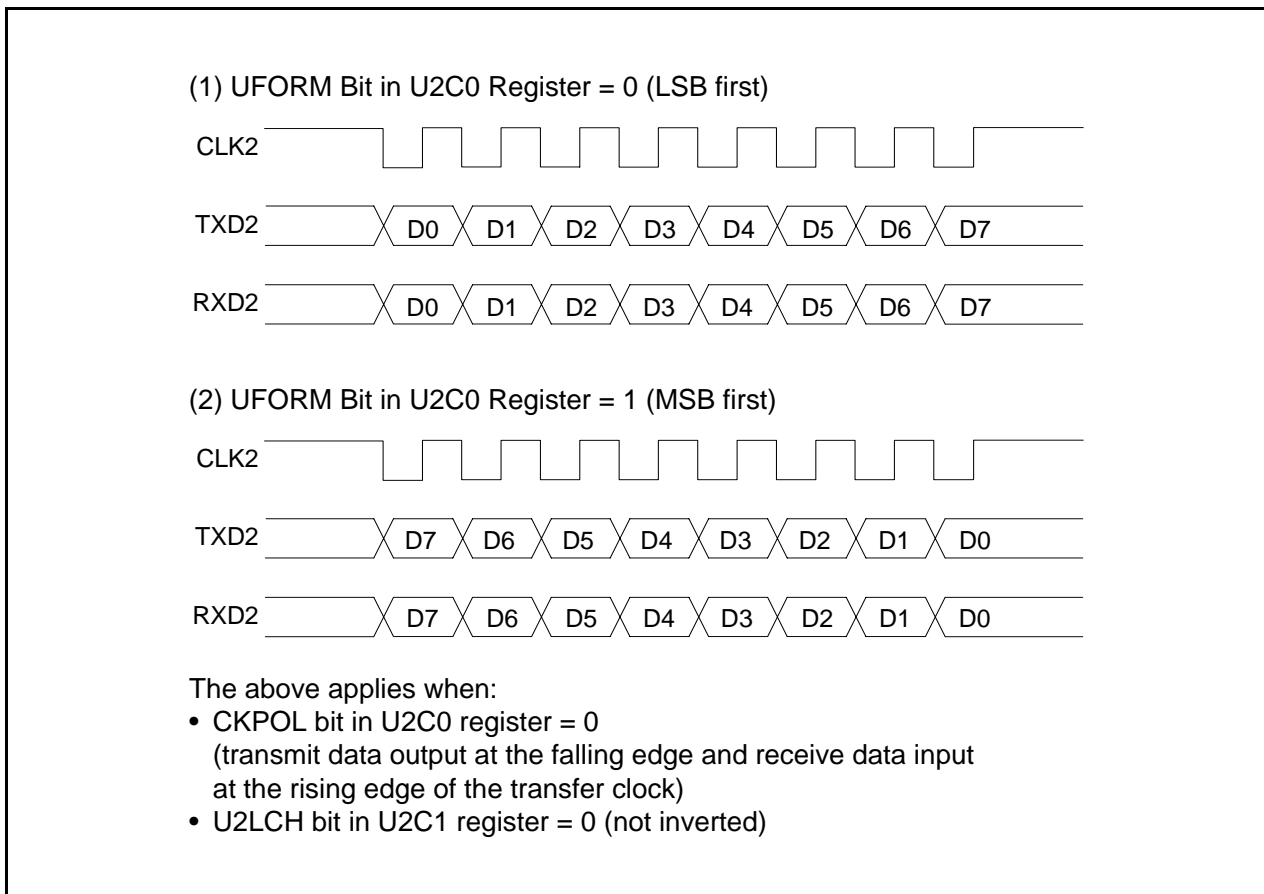 (1) UFORM Bit in U2C0 Register = 0 (LSB first)
CLK2
TXD2 D0 D1 D2 D3 D4 D5 D6 D7
RXD2 D0 D1 D2 D3 D4 D5 D6 D7
(2) UFORM Bit in U2C0 Register = 1 (MSB first)
CLK2
TXD2 D7 D6 D5 D4 D3 D2 D1 D0
RXD2 D7 D6 D5 D4 D3 D2 D1 D0
The above applies when:
• CKPOL bit in U2C0 register = 0
(transmit data output at the falling edge and receive data input
at the rising edge of the transfer clock)
• U2LCH bit in U2C1 register = 0 (not inverted)